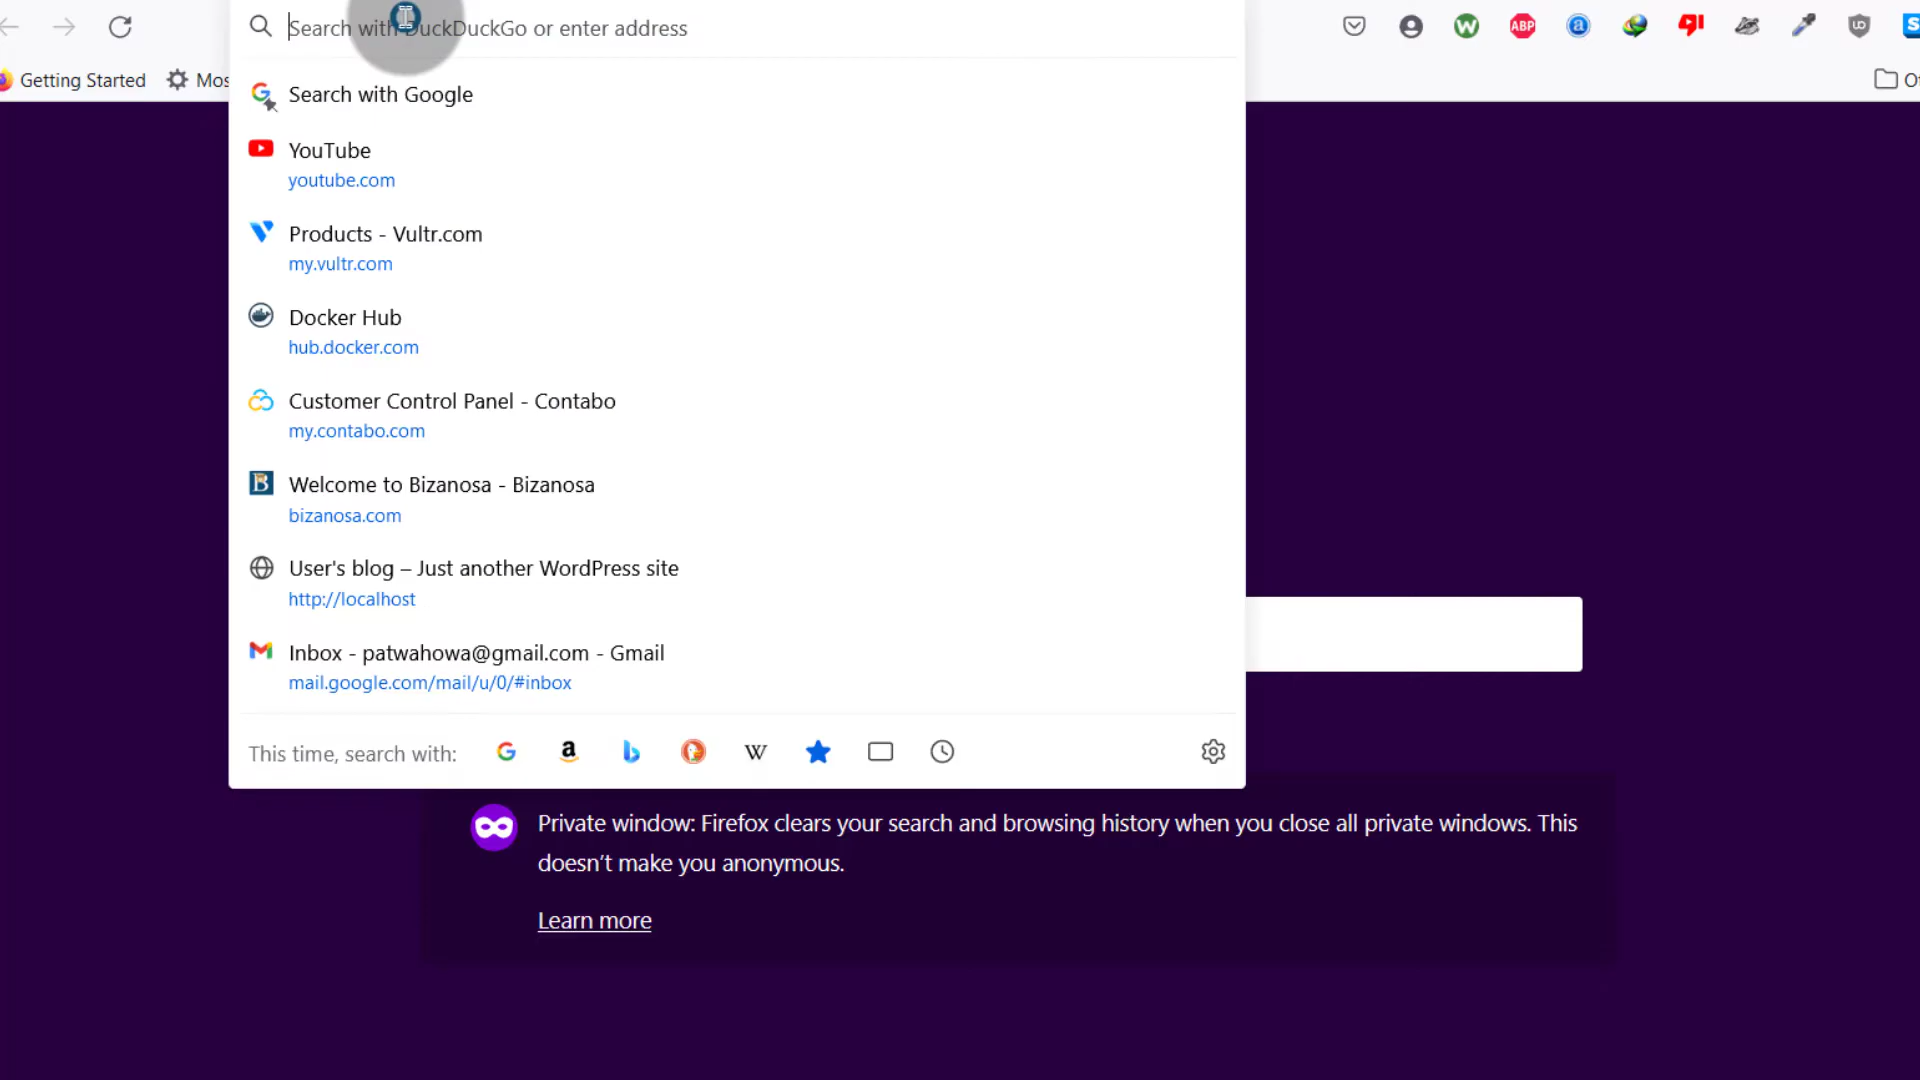 Search with DuckDuckGo or enter address
Getting Started
Mos
Search with Google
YouTube
youtube.com
Products - Vultr.com
my.vultr.com
Docker Hub
hub.docker.com
Customer Control Panel - Contabo
my.contabo.com
Welcome to Bizanosa - Bizanosa
bizanosa.com
User's blog – Just another WordPress site
http://localhost
Inbox - patwahowa@gmail.com - Gmail
mail.google.com/mail/u/0/#inbox
This time, search with:
Private window: Firefox clears your search and browsing history when you close all private windows. This
doesn’t make you anonymous.
Learn more
ABP